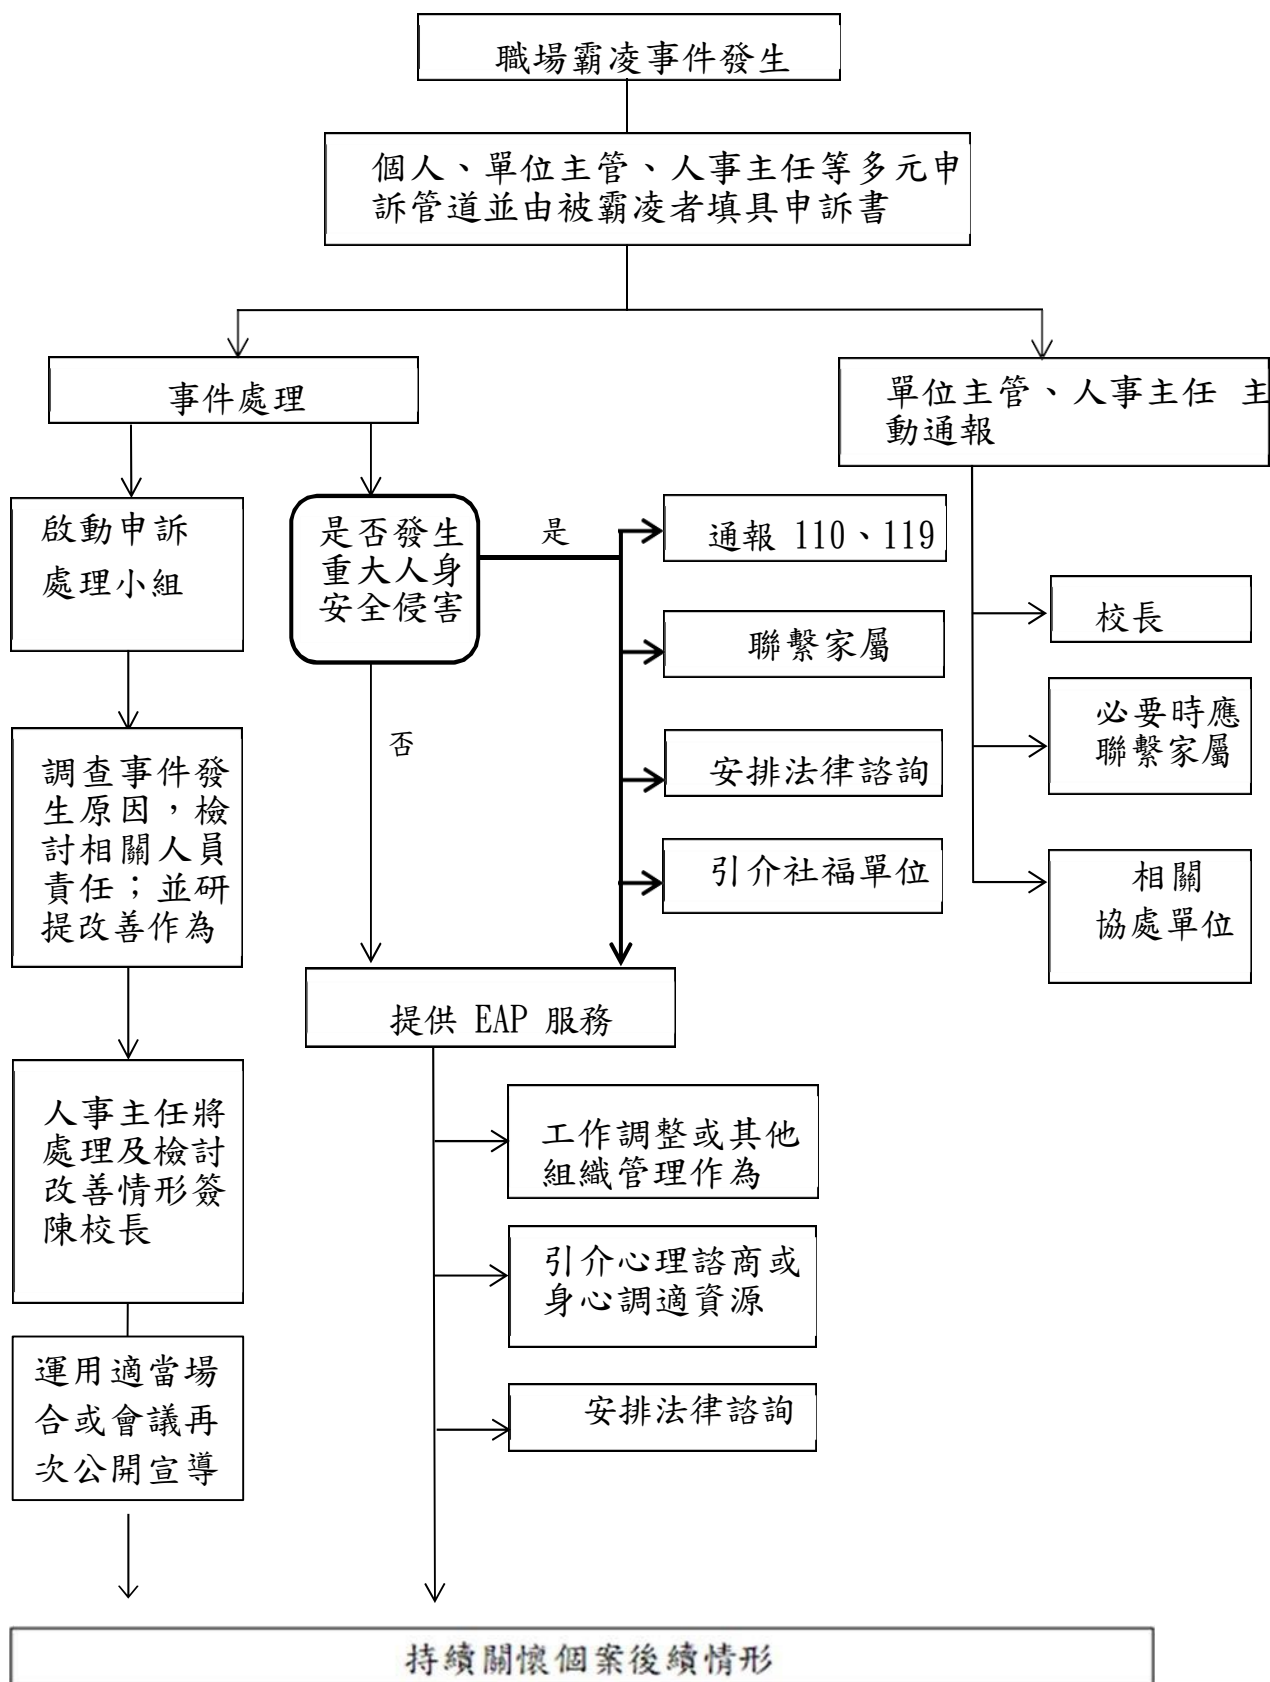 職場霸凌事件發生
個人、單位主管、人事主任等多元申
訴管道並由被霸凌者填具申訴書
事件處理
單位主管、人事主任 主
動通報
啟動申訴
處理小組
是否發生
重大人身
安全侵害
是
否
通報 110、119
聯繫家屬
安排法律諮詢
引介社福單位
校長
必要時應
聯繫家屬
相關
協處單位
調查事件發
生原因，檢
討相關人員
責任；並研
提改善作為
提供 EAP 服務
人事主任將
處理及檢討
改善情形簽
陳校長
工作調整或其他
組織管理作為
引介心理諮商或
身心調適資源
安排法律諮詢
運用適當場
合或會議再
次公開宣導
持續關懷個案後續情形